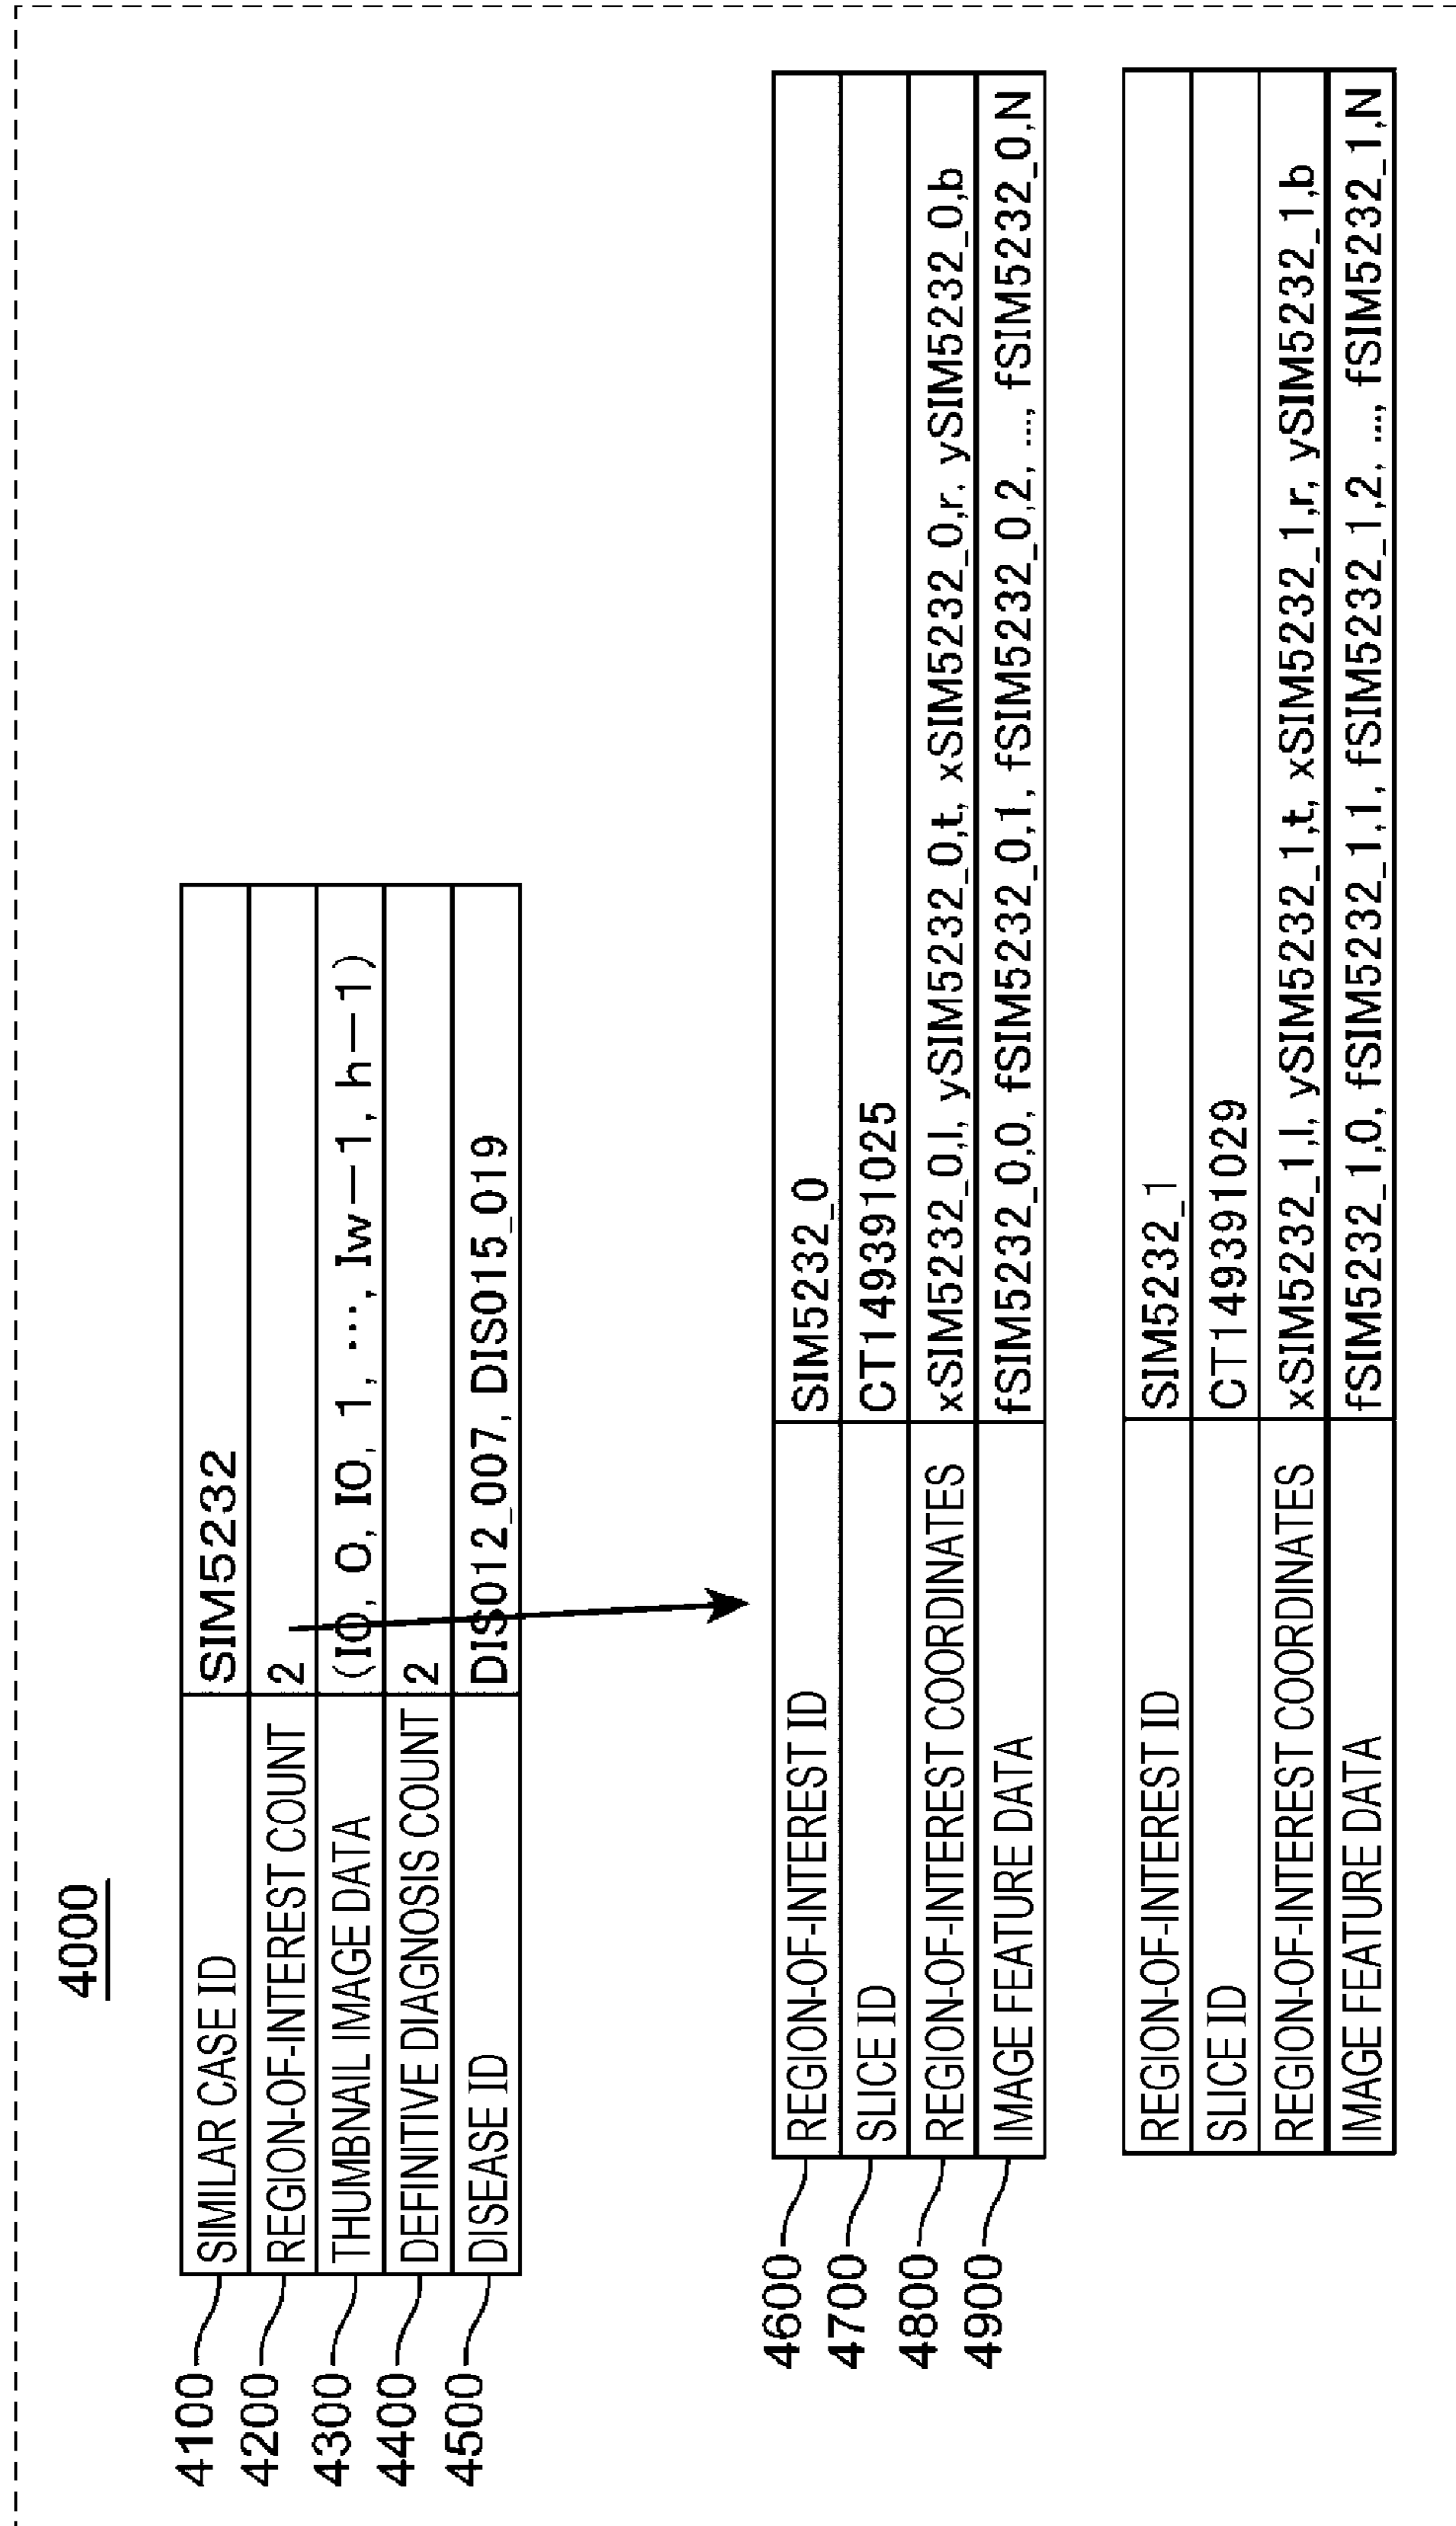 4000
4100 SIMILAR CASE ID SIM5232
4200 REGION-OF-INTEREST COUNT 2
4300 THUMBNAIL IMAGE DATA (IO, O, IO, 1, ···, Iw−1, h−1)
4400 DEFINITIVE DIAGNOSIS COUNT 2
4500 DISEASE ID DIS012_007, DIS015_019
4600 REGION-OF-INTEREST ID SIM5232_0
4700 SLICE ID CT149391025
4800 REGION-OF-INTEREST COORDINATES xSIM5232_0,l, ySIM5232_0,t, xSIM5232_0,r, ySIM5232_0,b
4900 IMAGE FEATURE DATA fSIM5232_0,0, fSIM5232_0,1, fSIM5232_0,2, ..., fSIM5232_0,N
REGION-OF-INTEREST ID SIM5232_1
SLICE ID CT149391029
REGION-OF-INTEREST COORDINATES xSIM5232_1,l, ySIM5232_1,t, xSIM5232_1,r, ySIM5232_1,b
IMAGE FEATURE DATA fSIM5232_1,0, fSIM5232_1,1, fSIM5232_1,2, ..., fSIM5232_1,N